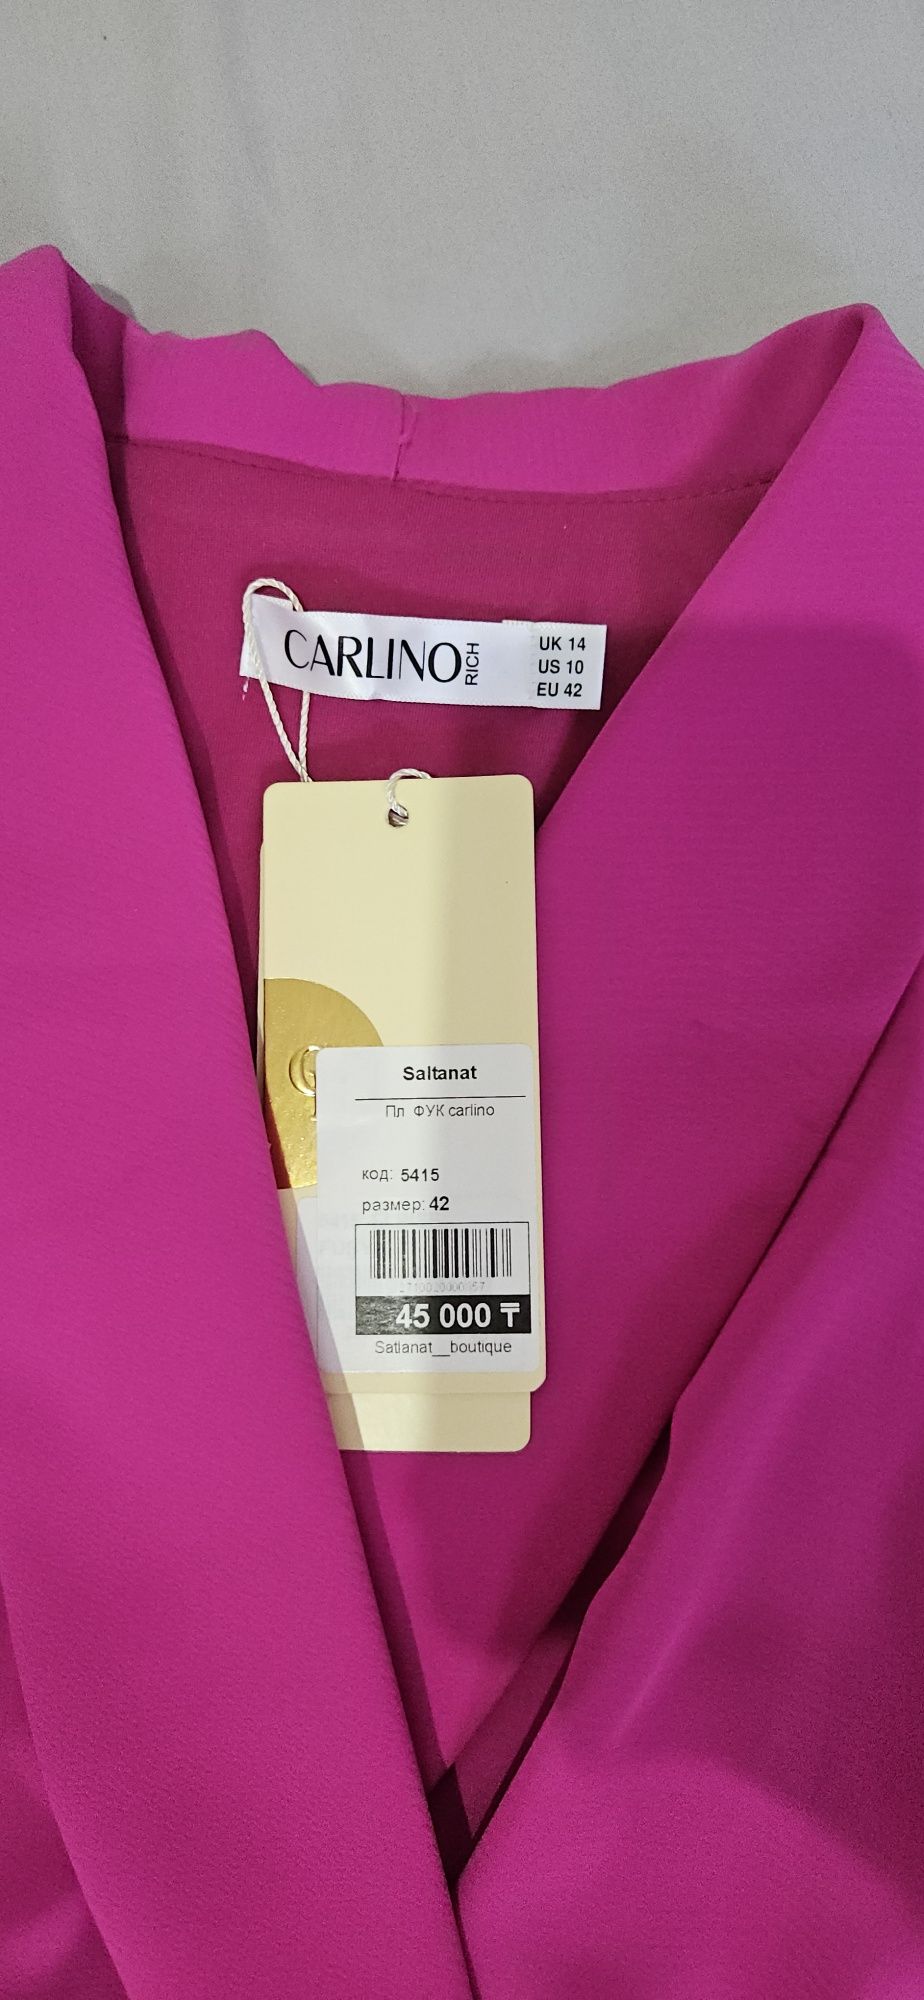 CARLINO
RICH
UK 14
US 10
EU 42
Saltanat
Пл ФУК carlino
код: 5415
размер: 42
45 000 ₸
Satlanat__boutique